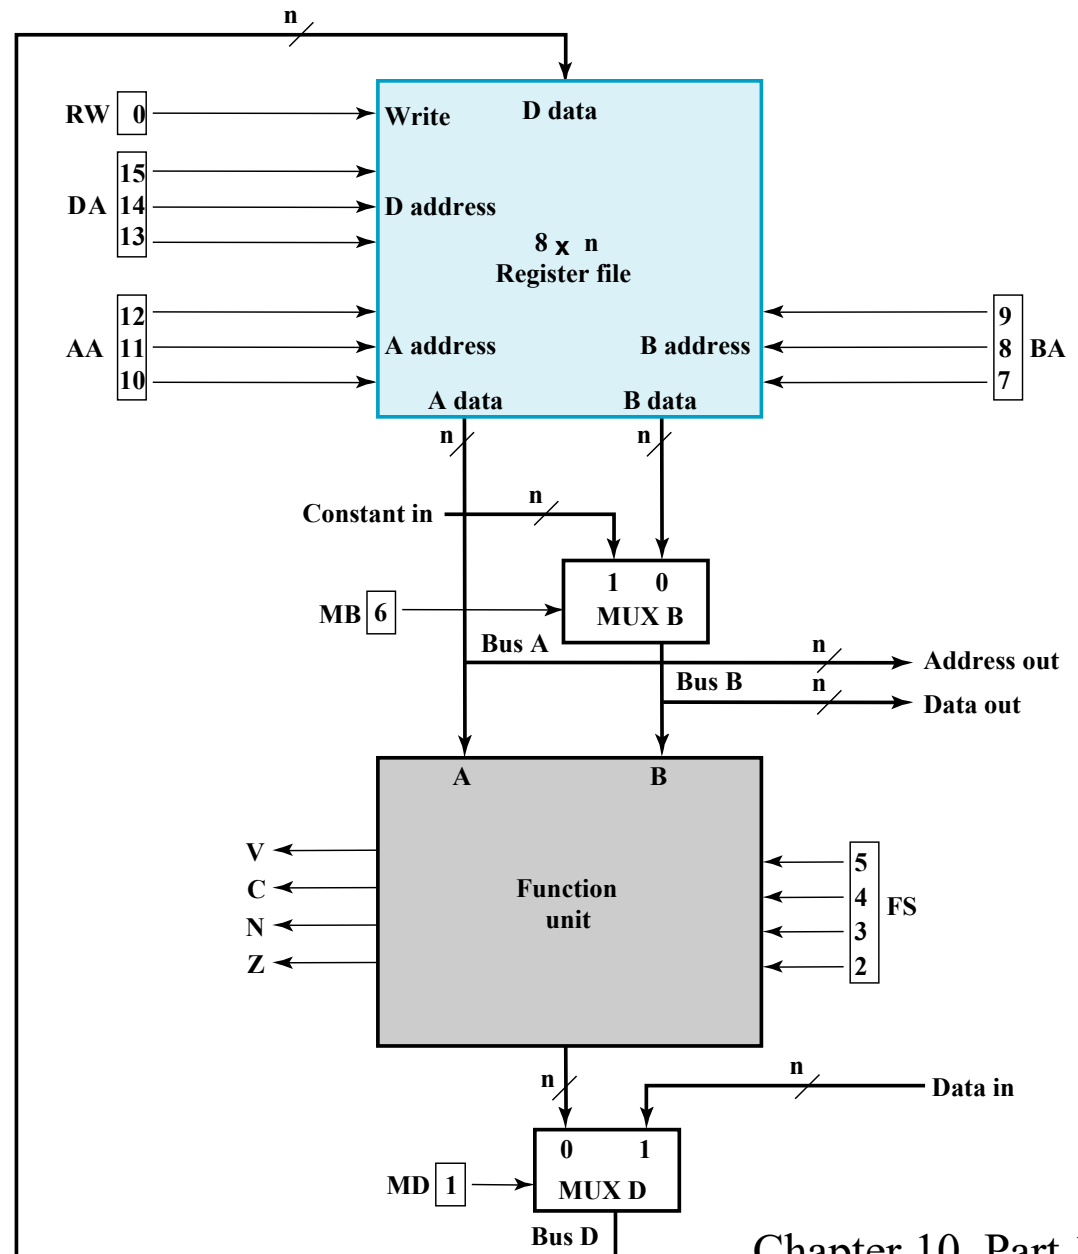 n
RW 0
Write
D data
15
DA 14
D address
13
8 x n
Register file
12
AA 11
A address
10
9
B address
8 BA
7
A data
B data
n
n
n
Constant in
1 0
MUX B
MB 6
Bus A
n
Address out
Bus B
n
Data out
A
B
V
C
N
Z
Function
unit
5
4
3
2
FS
n
n
Data in
0 1
MUX D
MD 1
Bus D
Chapter 10 Part